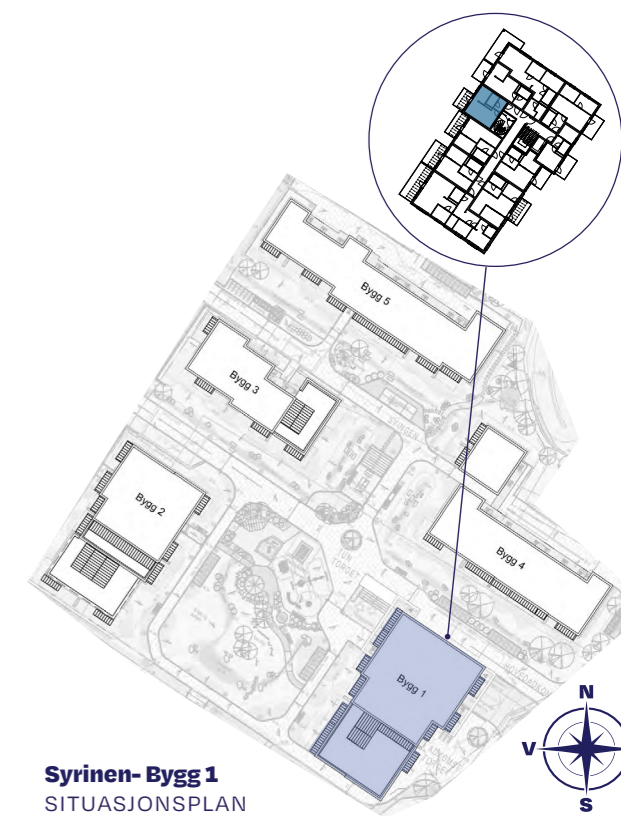 Bygg 5
Bygg 3
Bygg 2
Bygg 4
Bygg 1
N
V
S
Syrinen- Bygg 1
SITUASJONSPLAN